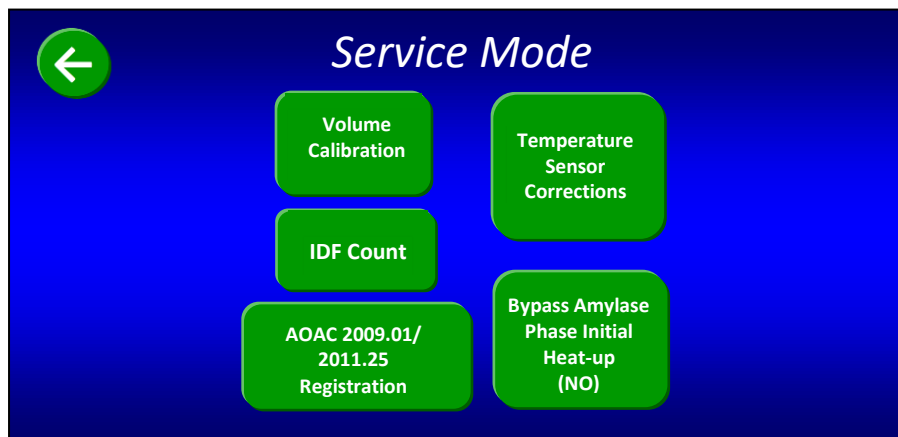 Service Mode
Volume
Calibration
Temperature
Sensor
Corrections
IDF Count
AOAC 2009.01/
2011.25
Registration
Bypass Amylase
Phase Initial
Heat-up
(NO)